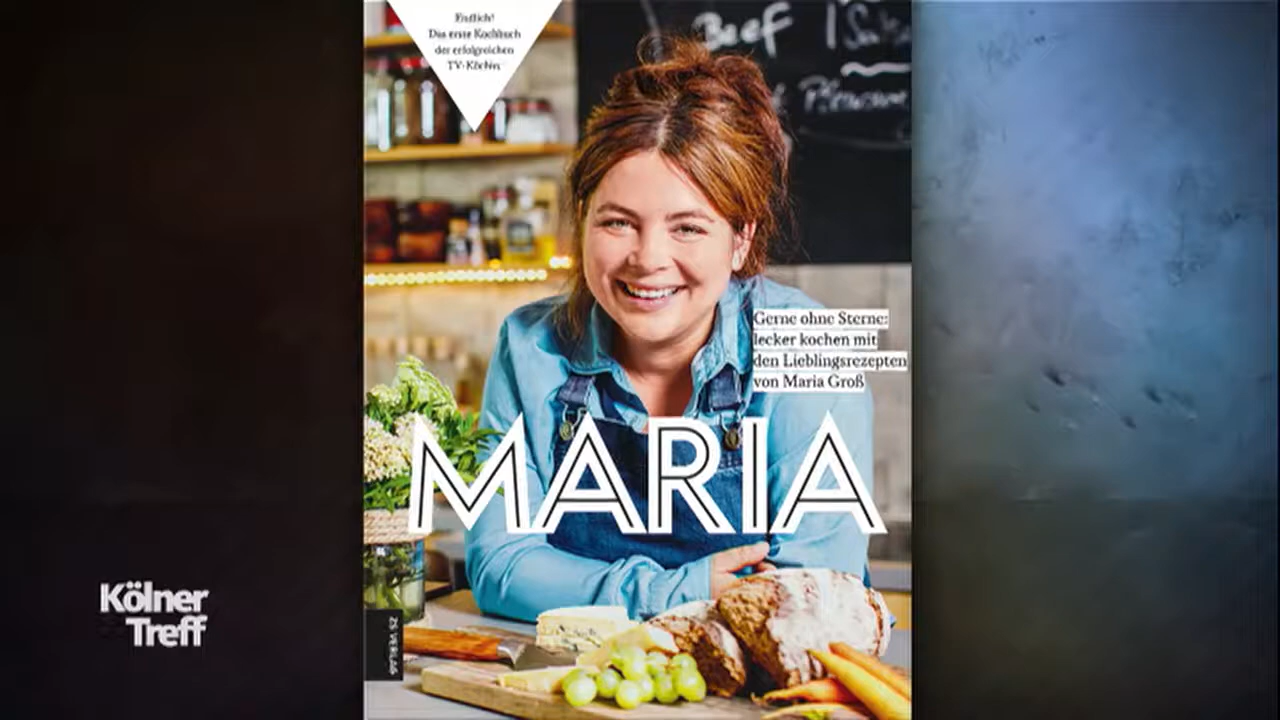 Endlich!
Das erste Kochbuch
der erfolgreichen
TV-Köchin.
Beef
Pleasure
Gerne ohne Sterne:
lecker kochen mit
den Lieblingsrezepten
von Maria Groß
MARIA
ZS VERLAG
Kölner
Treff